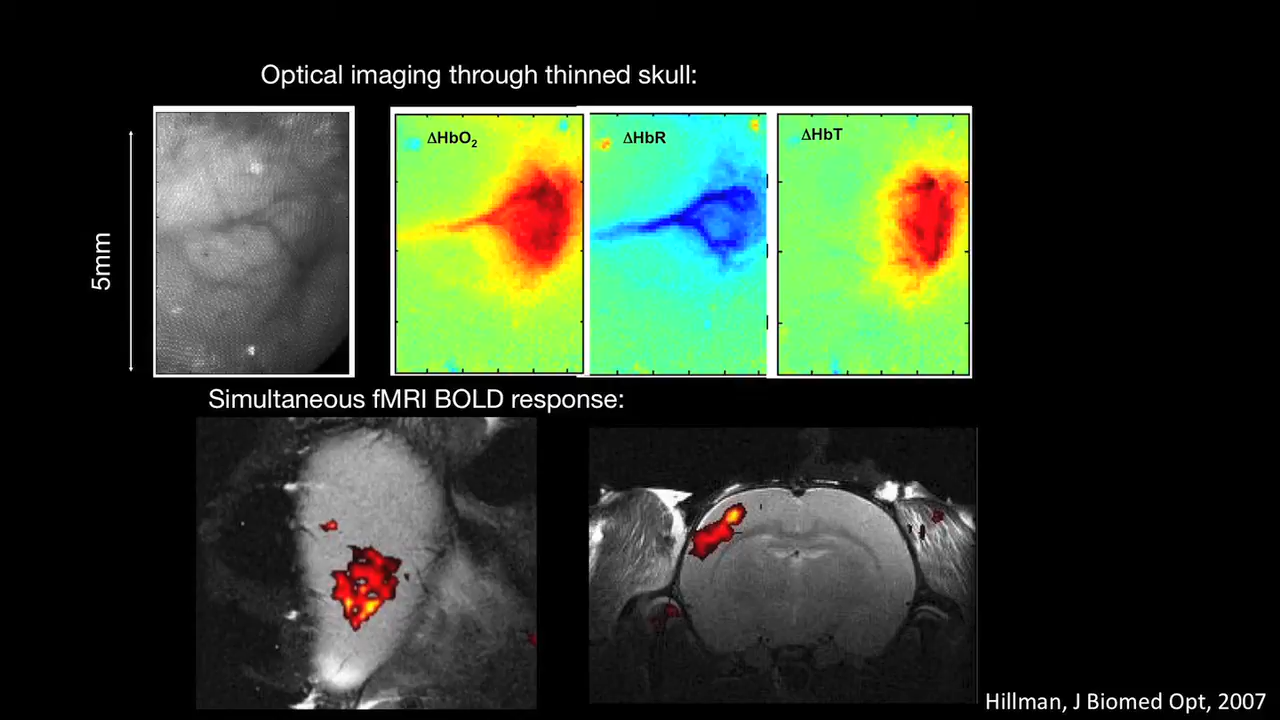 Optical imaging through thinned skull:
5mm
ΔHbO₂
ΔHbR
ΔHbT
Simultaneous fMRI BOLD response:
Hillman, J Biomed Opt, 2007